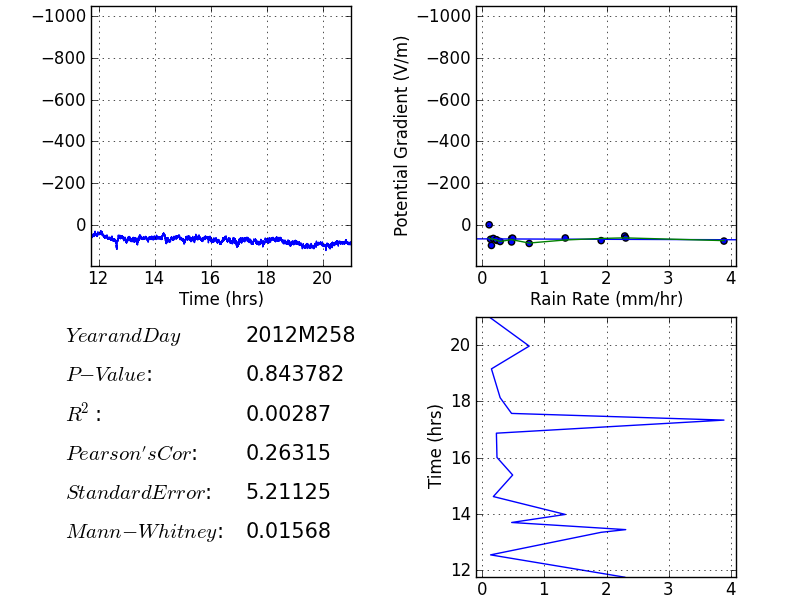 −1000
−800
−600
−400
−200
0
12 14 16 18 20
Time (hrs)
Potential Gradient (V/m)
−1000
−800
−600
−400
−200
0
0 1 2 3 4
Rain Rate (mm/hr)
YearandDay 2012M258
P−Value: 0.843782
R²: 0.00287
Pearson'sCor: 0.26315
StandardError: 5.21125
Mann−Whitney: 0.01568
Time (hrs)
20
18
16
14
12
0 1 2 3 4